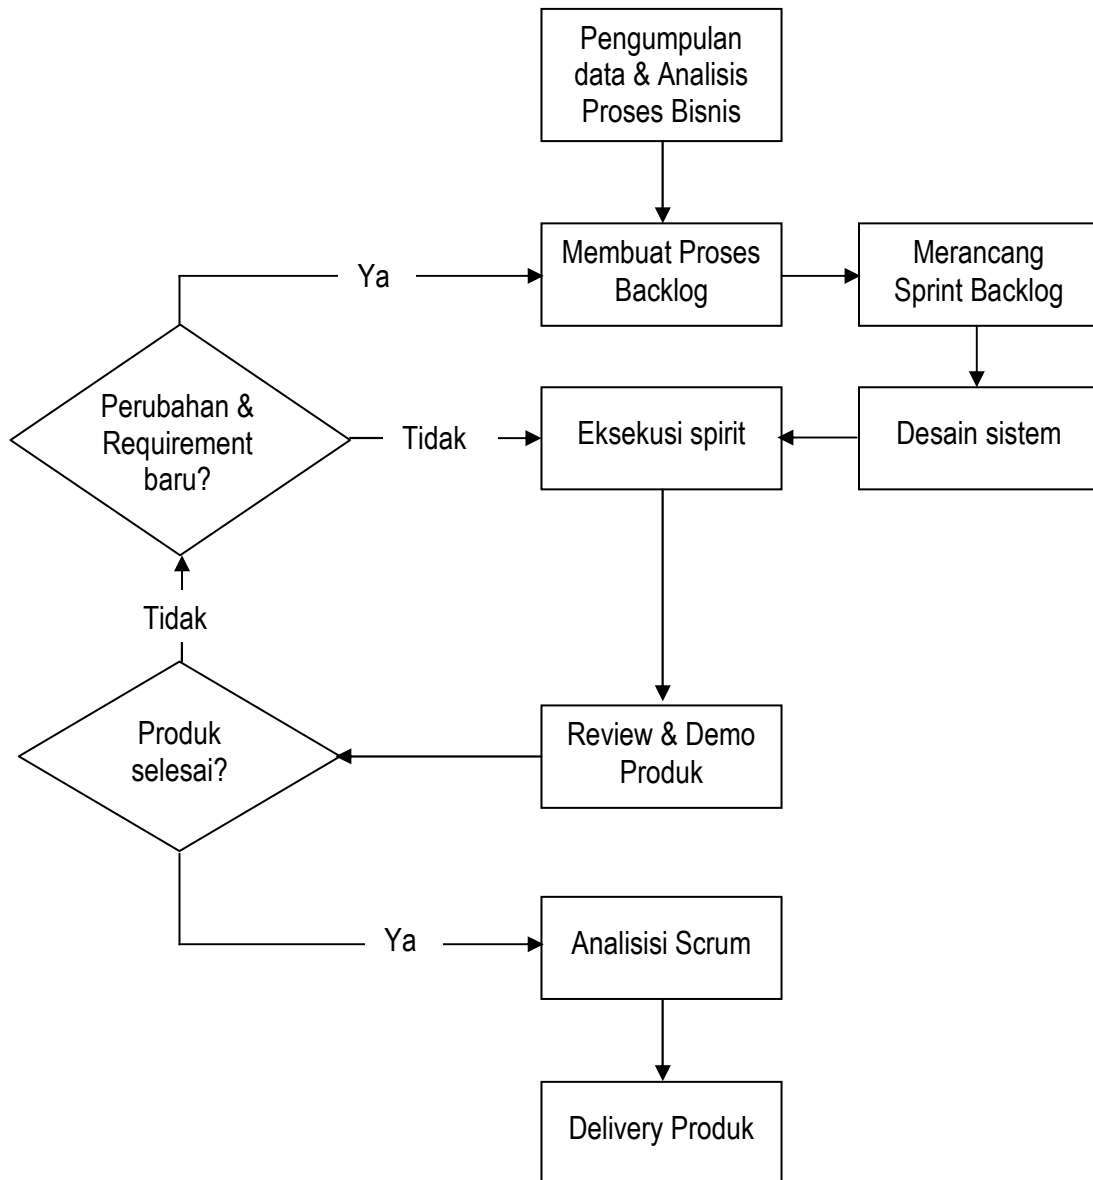 Pengumpulan
data & Analisis
Proses Bisnis
Ya
Membuat Proses
Backlog
Merancang
Sprint Backlog
Perubahan &
Requirement
baru?
Tidak
Eksekusi spirit
Desain sistem
Tidak
Produk
selesai?
Review & Demo
Produk
Ya
Analisisi Scrum
Delivery Produk